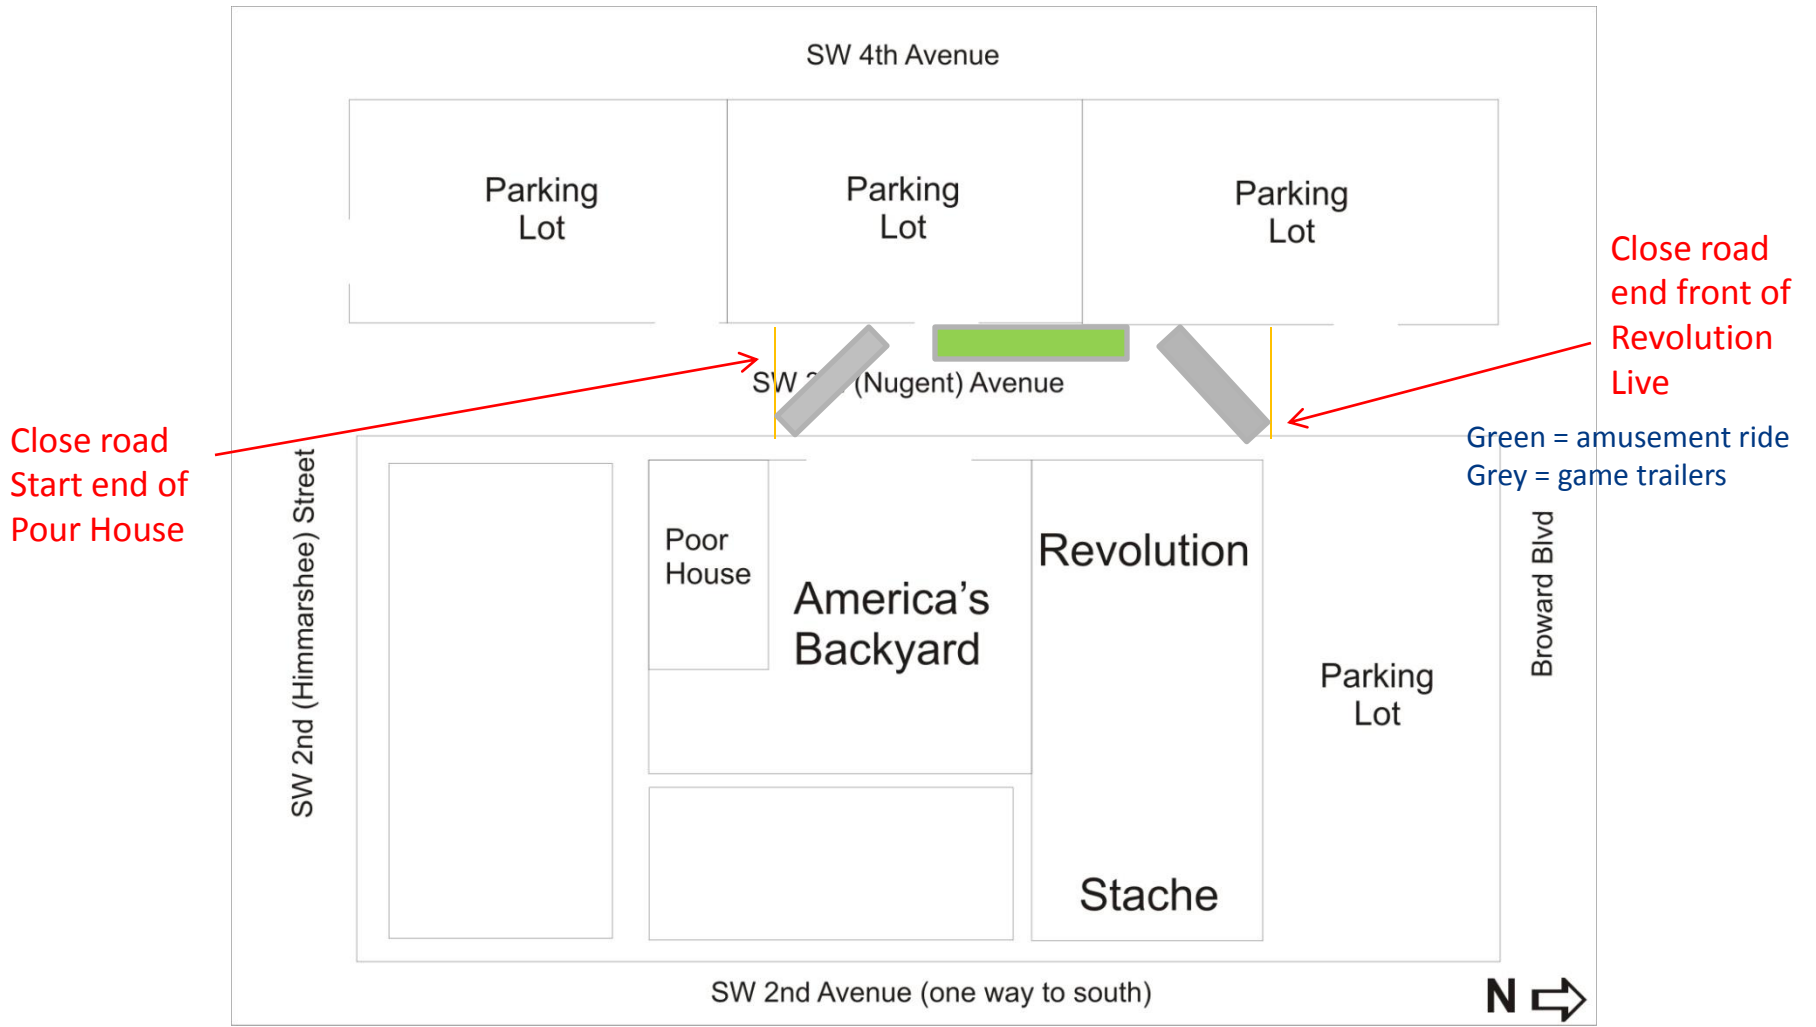 SW 4th Avenue
Parking
Lot
Parking
Lot
Parking
Lot
Close road
end front of
Revolution
Live
SW (Nugent) Avenue
Close road
Start end of
Pour House
Green = amusement ride
Grey = game trailers
SW 2nd (Himmarshee) Street
Poor
House
America's
Backyard
Revolution
Broward Blvd
Parking
Lot
Stache
SW 2nd Avenue (one way to south)
N